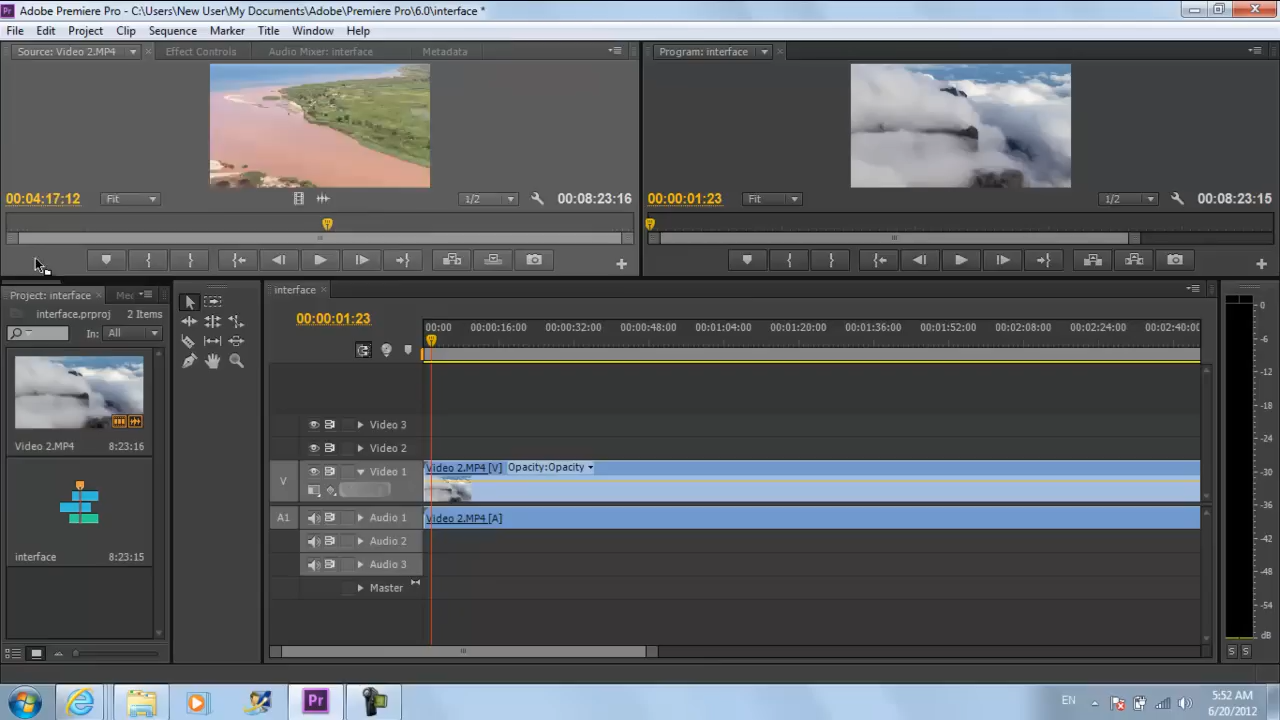 Adobe Premiere Pro - C:\Users\New User\My Documents\Adobe\Premiere Pro\6.0\interface *
File Edit Project Clip Sequence Marker Title Window Help
Source: Video 2.MP4 Effect Controls Audio Mixer: interface Metadata
Program: interface
00:04:17:12 Fit 1/2 00:08:23:16
00:00:01:23 Fit 1/2 00:08:23:15
Project: interface
interface.prproj 2 Items
In: All
Video 2.MP4 8:23:16
interface 8:23:15
interface
00:00:01:23
00:00 00:00:16:00 00:00:32:00 00:00:48:00 00:01:04:00 00:01:20:00 00:01:36:00 00:01:52:00 00:02:08:00 00:02:24:00 00:02:40:00
Video 3
Video 2
V Video 1 Video 2.MP4 [V] Opacity:Opacity
A1 Audio 1 Video 2.MP4 [A]
Audio 2
Audio 3
Master
0
-6
-12
-18
-24
-30
-36
-42
-48
-54
dB
S S
Pr
EN
5:52 AM
6/20/2012